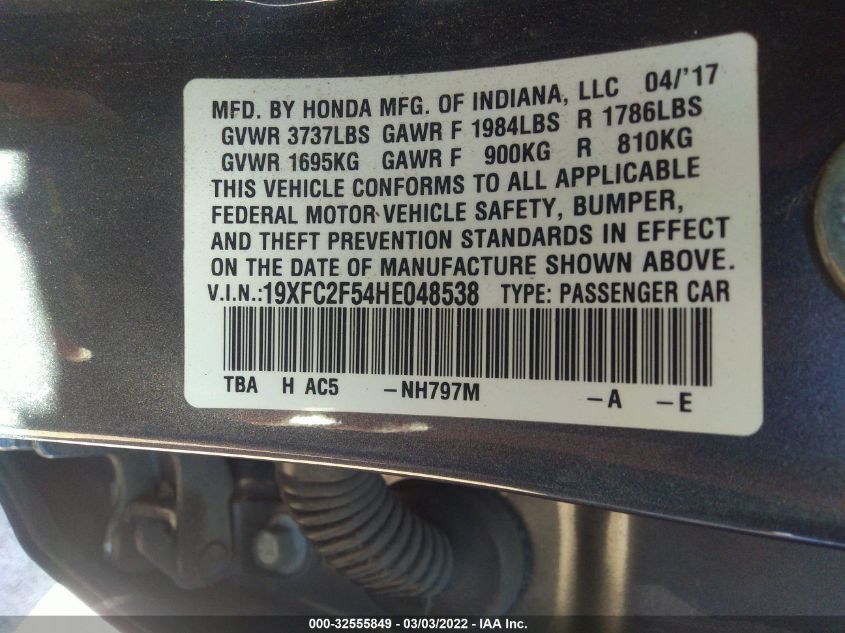 MFD. BY HONDA MFG. OF INDIANA, LLC 04/'17
GVWR 3737LBS GAWR F 1984LBS R 1786LBS
GVWR 1695KG GAWR F 900KG R 810KG
THIS VEHICLE CONFORMS TO ALL APPLICABLE
FEDERAL MOTOR VEHICLE SAFETY, BUMPER,
AND THEFT PREVENTION STANDARDS IN EFFECT
ON THE DATE OF MANUFACTURE SHOWN ABOVE.
V.I.N.:19XFC2F54HE048538 TYPE: PASSENGER CAR
TBA H AC5 -NH797M -A -E
000-32555849 - 03/03/2022 - IAA Inc.